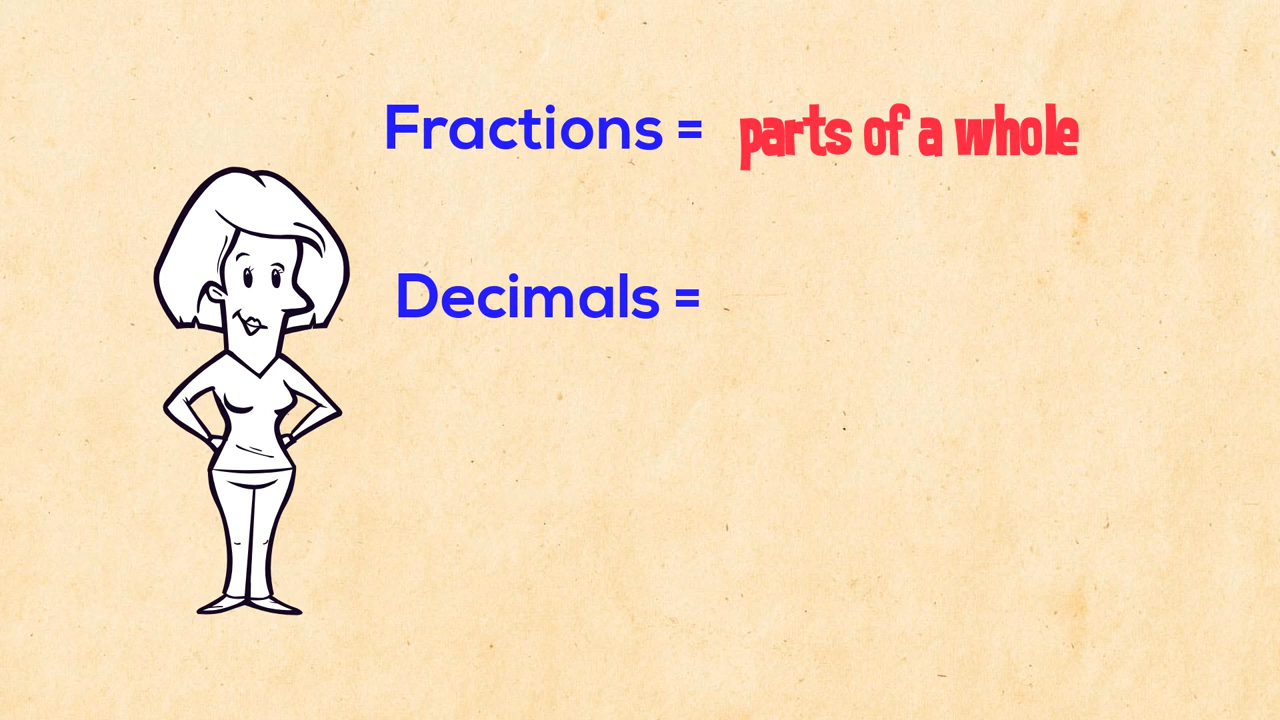 Fractions = parts of a whole
Decimals =